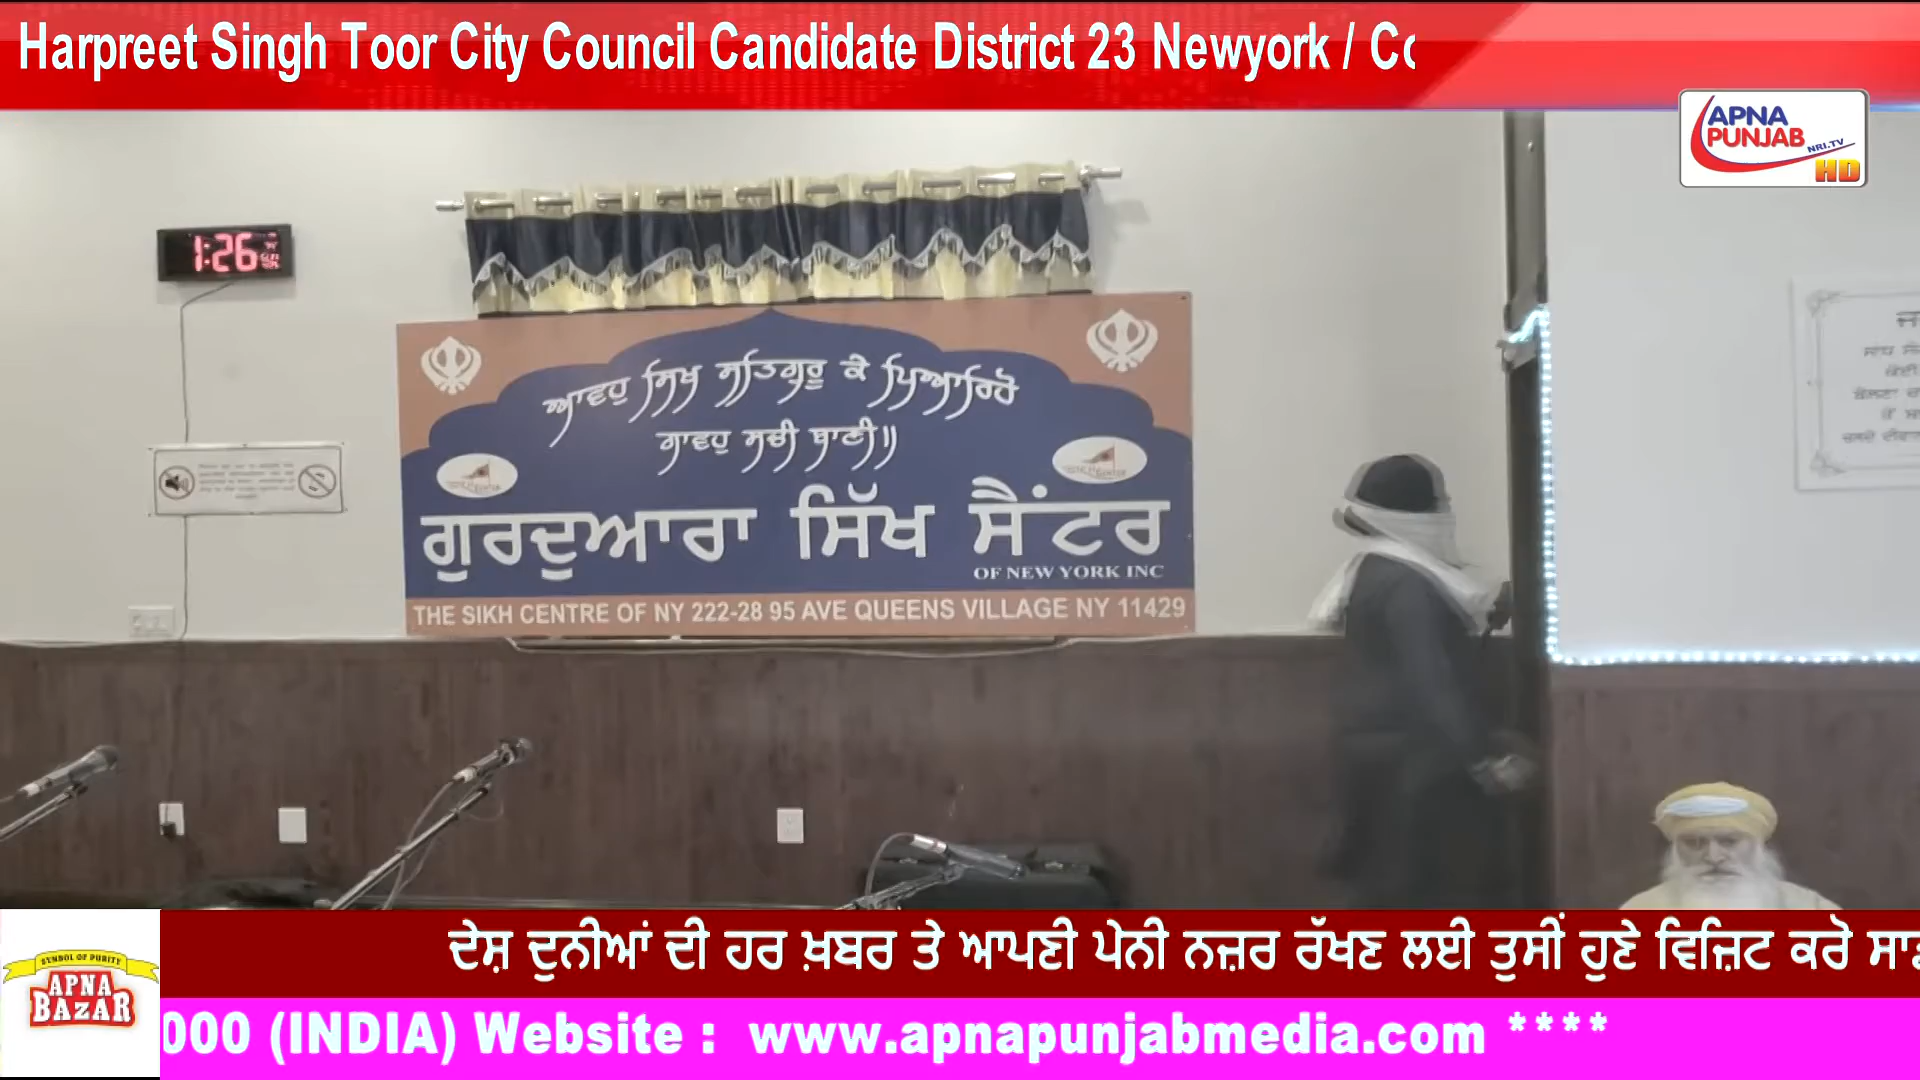 Harpreet Singh Toor City Council Candidate District 23 Newyork / Co
APNA
PUNJAB
NRI.TV
HD
1:26
ਆਵਹੁ ਸਿਖ ਸਤਿਗੁਰੂ ਕੇ ਪਿਆਰਿਹੋ
ਗਾਵਹੁ ਸਚੀ ਬਾਣੀ॥
ਗੁਰਦੁਆਰਾ ਸਿੱਖ ਸੈਂਟਰ
OF NEW YORK INC
THE SIKH CENTRE OF NY 222-28 95 AVE QUEENS VILLAGE NY 11429
SYMBOL OF PURITY
APNA
BAZAR
ਦੇਸ਼ ਦੁਨੀਆਂ ਦੀ ਹਰ ਖ਼ਬਰ ਤੇ ਆਪਣੀ ਪੇਨੀ ਨਜ਼ਰ ਰੱਖਣ ਲਈ ਤੁਸੀਂ ਹੁਣੇ ਵਿਜ਼ਿਟ ਕਰੋ
000 (INDIA) Website : www.apnapunjabmedia.com ****